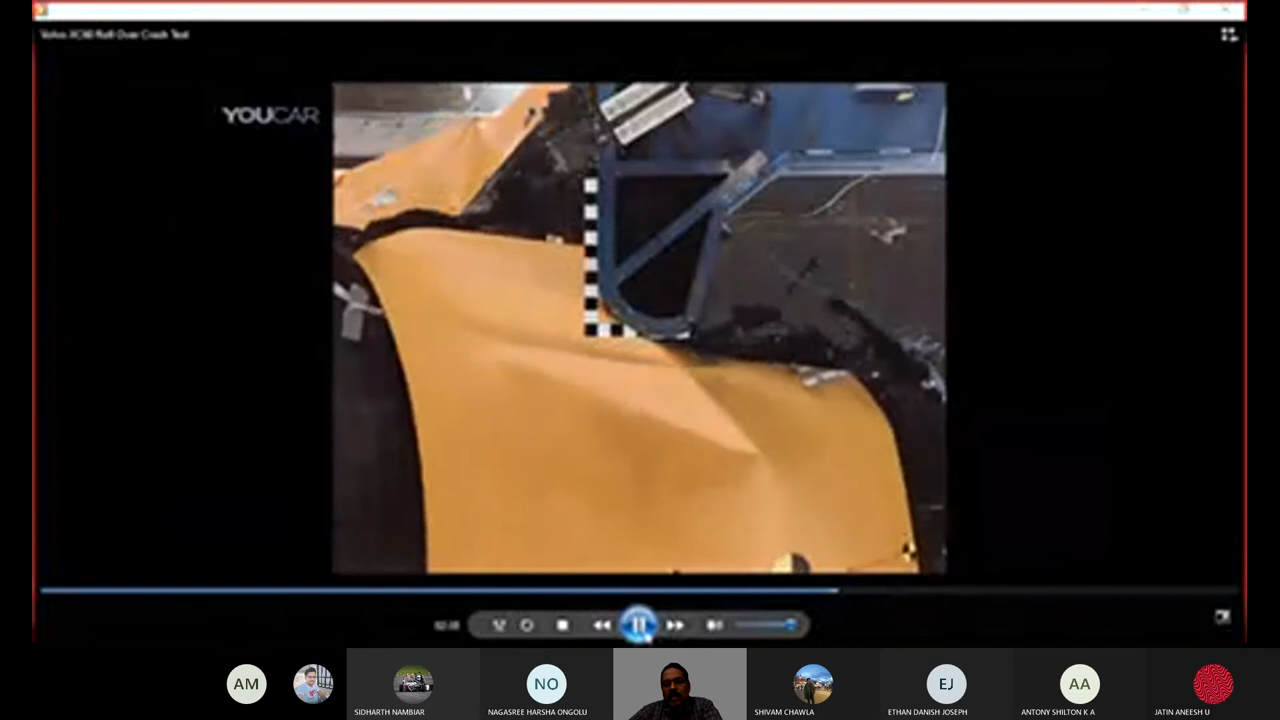 Volvo XC90 Roll Over Crash Test
YOUCAR
AM
NO
EJ
AA
SIDHARTH NAMBIAR
NAGASREE HARSHA ONGOLU
SHIVAM CHAWLA
ETHAN DANISH JOSEPH
ANTONY SHILTON K A
JATIN ANEESH U